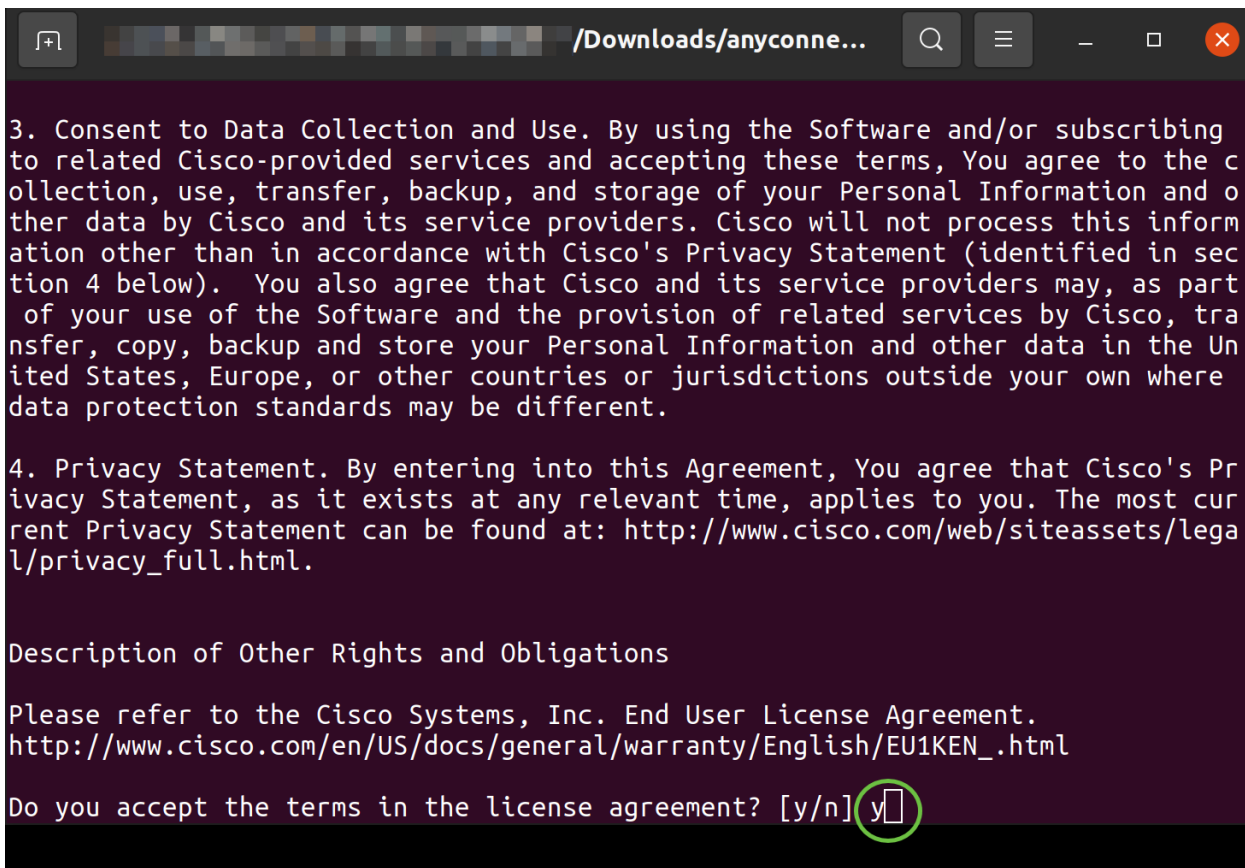 /Downloads/anyconne...
3. Consent to Data Collection and Use. By using the Software and/or subscribing
to related Cisco-provided services and accepting these terms, You agree to the c
ollection, use, transfer, backup, and storage of your Personal Information and o
ther data by Cisco and its service providers. Cisco will not process this inform
ation other than in accordance with Cisco's Privacy Statement (identified in sec
tion 4 below).  You also agree that Cisco and its service providers may, as part
 of your use of the Software and the provision of related services by Cisco, tra
nsfer, copy, backup and store your Personal Information and other data in the Un
ited States, Europe, or other countries or jurisdictions outside your own where
data protection standards may be different.
4. Privacy Statement. By entering into this Agreement, You agree that Cisco's Pr
ivacy Statement, as it exists at any relevant time, applies to you. The most cur
rent Privacy Statement can be found at: http://www.cisco.com/web/siteassets/lega
l/privacy_full.html.
Description of Other Rights and Obligations
Please refer to the Cisco Systems, Inc. End User License Agreement.
http://www.cisco.com/en/US/docs/general/warranty/English/EU1KEN_.html
Do you accept the terms in the license agreement? [y/n] y